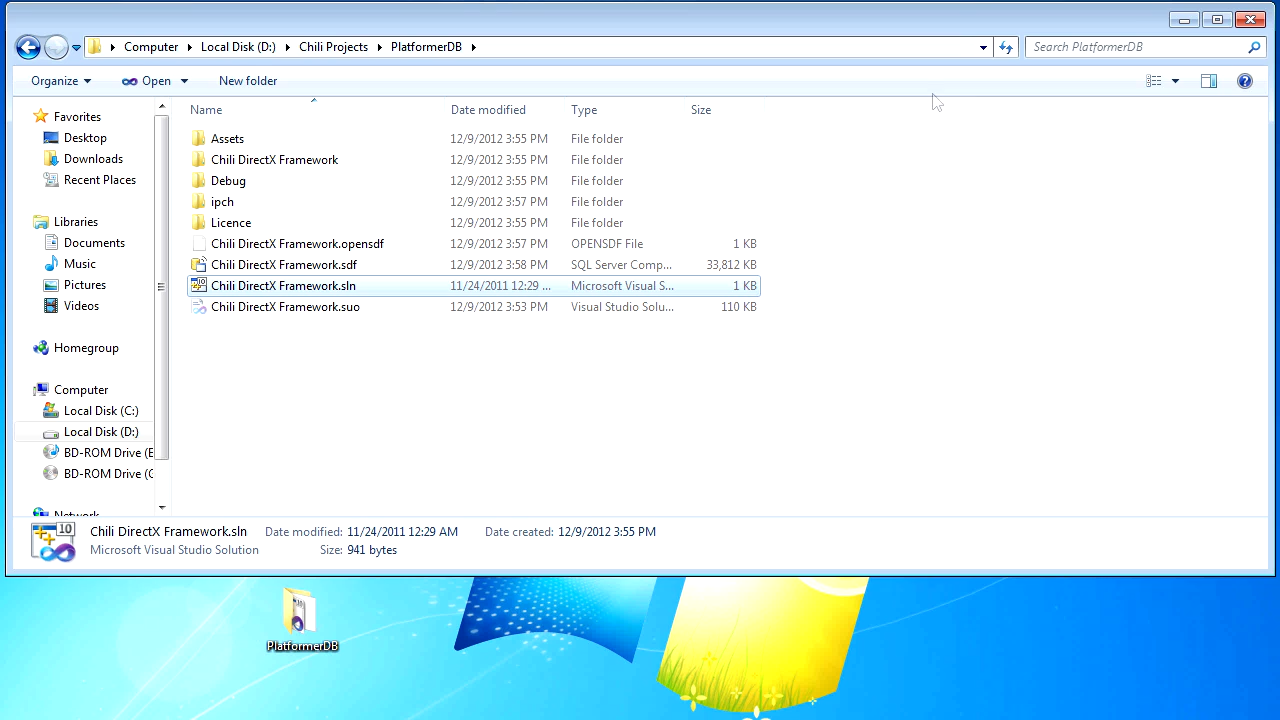 Computer Local Disk (D:) Chili Projects PlatformerDB
Search PlatformerDB
Organize Open New folder
Name Date modified Type Size
Favorites
Desktop
Downloads
Recent Places
Libraries
Documents
Music
Pictures
Videos
Homegroup
Computer
Local Disk (C:)
Local Disk (D:)
BD-ROM Drive (E
BD-ROM Drive (
Network
Assets 12/9/2012 3:55 PM File folder
Chili DirectX Framework 12/9/2012 3:55 PM File folder
Debug 12/9/2012 3:55 PM File folder
ipch 12/9/2012 3:57 PM File folder
Licence 12/9/2012 3:55 PM File folder
Chili DirectX Framework.opensdf 12/9/2012 3:57 PM OPENSDF File 1 KB
Chili DirectX Framework.sdf 12/9/2012 3:58 PM SQL Server Comp... 33,812 KB
Chili DirectX Framework.sln 11/24/2011 12:29 ... Microsoft Visual S... 1 KB
Chili DirectX Framework.suo 12/9/2012 3:53 PM Visual Studio Solu... 110 KB
10
Chili DirectX Framework.sln Date modified: 11/24/2011 12:29 AM Date created: 12/9/2012 3:55 PM
Microsoft Visual Studio Solution Size: 941 bytes
PlatformerDB